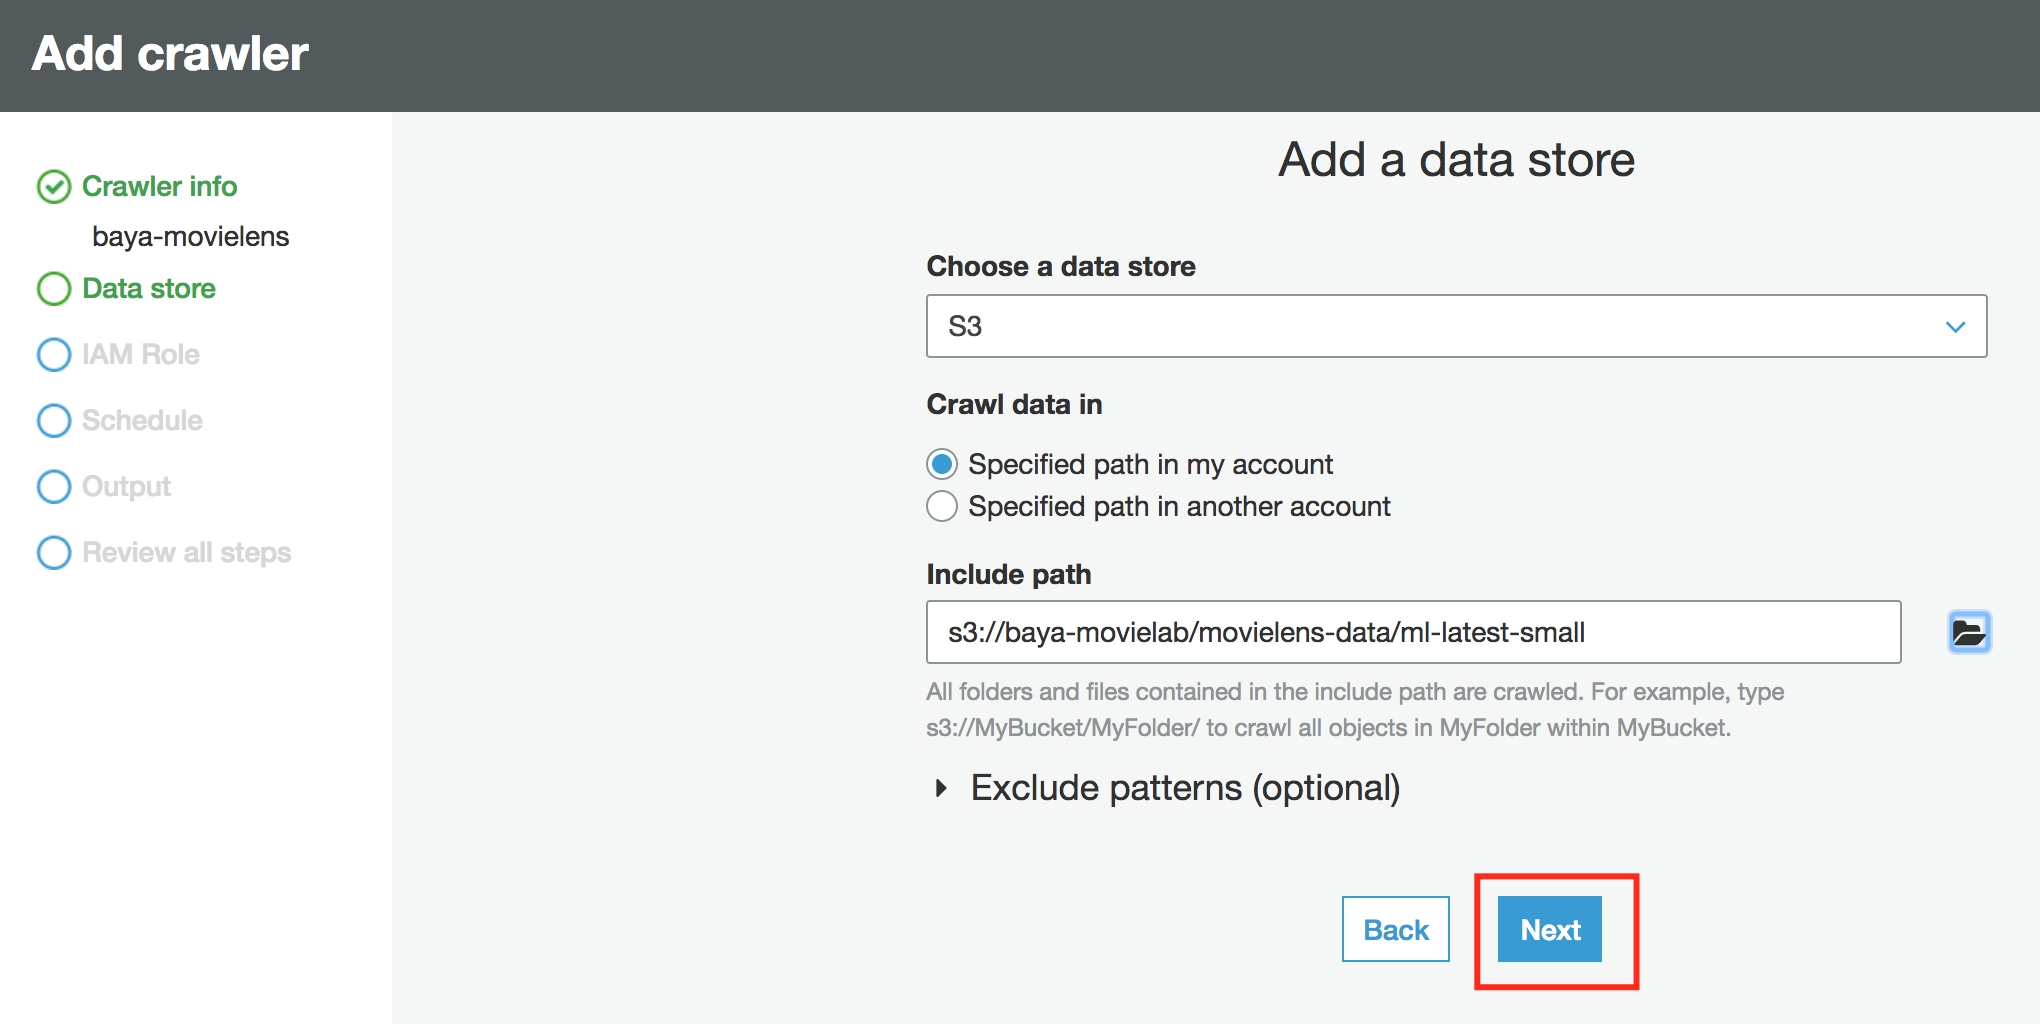 Add crawler
Crawler info
baya-movielens
Data store
IAM Role
Schedule
Output
Review all steps
Add a data store
Choose a data store
S3
Crawl data in
Specified path in my account
Specified path in another account
Include path
s3://baya-movielab/movielens-data/ml-latest-small
All folders and files contained in the include path are crawled. For example, type
s3://MyBucket/MyFolder/ to crawl all objects in MyFolder within MyBucket.
Exclude patterns (optional)
Back
Next